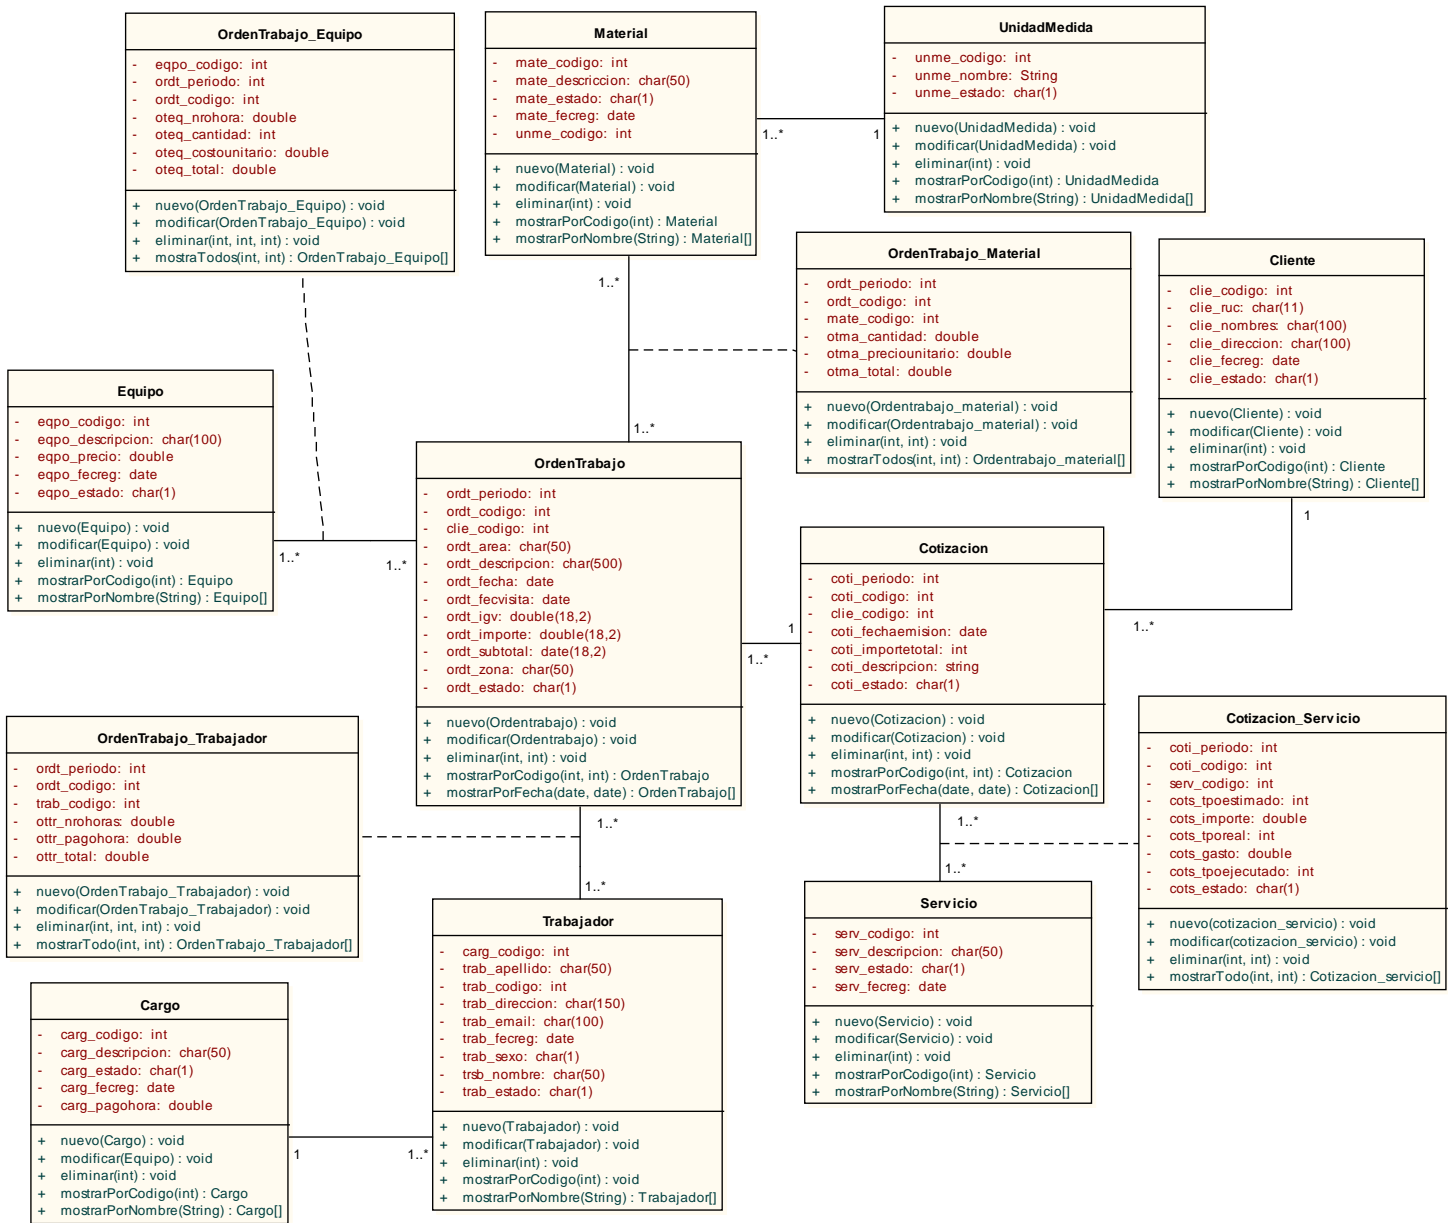 OrdenTrabajo_Equipo
- eqpo_codigo: int
- ordt_periodo: int
- ordt_codigo: int
- oteq_nrohora: double
- oteq_cantidad: int
- oteq_costounitario: double
- oteq_total: double
+ nuevo(OrdenTrabajo_Equipo) : void
+ modificar(OrdenTrabajo_Equipo) : void
+ eliminar(int, int, int) : void
+ mostraTodos(int, int) : OrdenTrabajo_Equipo[]
Material
- mate_codigo: int
- mate_descriccion: char(50)
- mate_estado: char(1)
- mate_fecreg: date
- unme_codigo: int
+ nuevo(Material) : void
+ modificar(Material) : void
+ eliminar(int) : void
+ mostrarPorCodigo(int) : Material
+ mostrarPorNombre(String) : Material[]
1..*
1
UnidadMedida
- unme_codigo: int
- unme_nombre: String
- unme_estado: char(1)
+ nuevo(UnidadMedida) : void
+ modificar(UnidadMedida) : void
+ eliminar(int) : void
+ mostrarPorCodigo(int) : UnidadMedida
+ mostrarPorNombre(String) : UnidadMedida[]
1..*
1..*
OrdenTrabajo_Material
- ordt_periodo: int
- ordt_codigo: int
- mate_codigo: int
- otma_cantidad: double
- otma_preciounitario: double
- otma_total: double
+ nuevo(Ordentrabajo_material) : void
+ modificar(Ordentrabajo_material) : void
+ eliminar(int, int) : void
+ mostrarTodos(int, int) : Ordentrabajo_material[]
Cliente
- clie_codigo: int
- clie_ruc: char(11)
- clie_nombres: char(100)
- clie_direccion: char(100)
- clie_fecreg: date
- clie_estado: char(1)
+ nuevo(Cliente) : void
+ modificar(Cliente) : void
+ eliminar(int) : void
+ mostrarPorCodigo(int) : Cliente
+ mostrarPorNombre(String) : Cliente[]
1
1..*
Equipo
- eqpo_codigo: int
- eqpo_descripcion: char(100)
- eqpo_precio: double
- eqpo_fecreg: date
- eqpo_estado: char(1)
+ nuevo(Equipo) : void
+ modificar(Equipo) : void
+ eliminar(int) : void
+ mostrarPorCodigo(int) : Equipo
+ mostrarPorNombre(String) : Equipo[]
1..*
1..*
OrdenTrabajo
- ordt_periodo: int
- ordt_codigo: int
- clie_codigo: int
- ordt_area: char(50)
- ordt_descripcion: char(500)
- ordt_fecha: date
- ordt_fecvisita: date
- ordt_igv: double(18,2)
- ordt_importe: double(18,2)
- ordt_subtotal: date(18,2)
- ordt_zona: char(50)
- ordt_estado: char(1)
+ nuevo(Ordentrabajo) : void
+ modificar(Ordentrabajo) : void
+ eliminar(int, int) : void
+ mostrarPorCodigo(int, int) : OrdenTrabajo
+ mostrarPorFecha(date, date) : OrdenTrabajo[]
1
1..*
Cotizacion
- coti_periodo: int
- coti_codigo: int
- clie_codigo: int
- coti_fechaemision: date
- coti_importetotal: int
- coti_descripcion: string
- coti_estado: char(1)
+ nuevo(Cotizacion) : void
+ modificar(Cotizacion) : void
+ eliminar(int, int) : void
+ mostrarPorCodigo(int, int) : Cotizacion
+ mostrarPorFecha(date, date) : Cotizacion[]
1..*
1..*
Cotizacion_Servicio
- coti_periodo: int
- coti_codigo: int
- serv_codigo: int
- cots_tpoestimado: int
- cots_importe: double
- cots_tporeal: int
- cots_gasto: double
- cots_tpoejecutado: int
- cots_estado: char(1)
+ nuevo(cotizacion_servicio) : void
+ modificar(cotizacion_servicio) : void
+ eliminar(int, int) : void
+ mostrarTodo(int, int) : Cotizacion_servicio[]
OrdenTrabajo_Trabajador
- ordt_periodo: int
- ordt_codigo: int
- trab_codigo: int
- ottr_nrohoras: double
- ottr_pagohora: double
- ottr_total: double
+ nuevo(OrdenTrabajo_Trabajador) : void
+ modificar(OrdenTrabajo_Trabajador) : void
+ eliminar(int, int, int) : void
+ mostrarTodo(int, int) : OrdenTrabajo_Trabajador[]
1..*
1..*
Trabajador
- carg_codigo: int
- trab_apellido: char(50)
- trab_codigo: int
- trab_direccion: char(150)
- trab_email: char(100)
- trab_fecreg: date
- trab_sexo: char(1)
- trsb_nombre: char(50)
- trab_estado: char(1)
+ nuevo(Trabajador) : void
+ modificar(Trabajador) : void
+ eliminar(int) : void
+ mostrarPorCodigo(int) : void
+ mostrarPorNombre(String) : Trabajador[]
Servicio
- serv_codigo: int
- serv_descripcion: char(50)
- serv_estado: char(1)
- serv_fecreg: date
+ nuevo(Servicio) : void
+ modificar(Servicio) : void
+ eliminar(int) : void
+ mostrarPorCodigo(int) : Servicio
+ mostrarPorNombre(String) : Servicio[]
Cargo
- carg_codigo: int
- carg_descripcion: char(50)
- carg_estado: char(1)
- carg_fecreg: date
- carg_pagohora: double
+ nuevo(Cargo) : void
+ modificar(Equipo) : void
+ eliminar(int) : void
+ mostrarPorCodigo(int) : Cargo
+ mostrarPorNombre(String) : Cargo[]
1
1..*